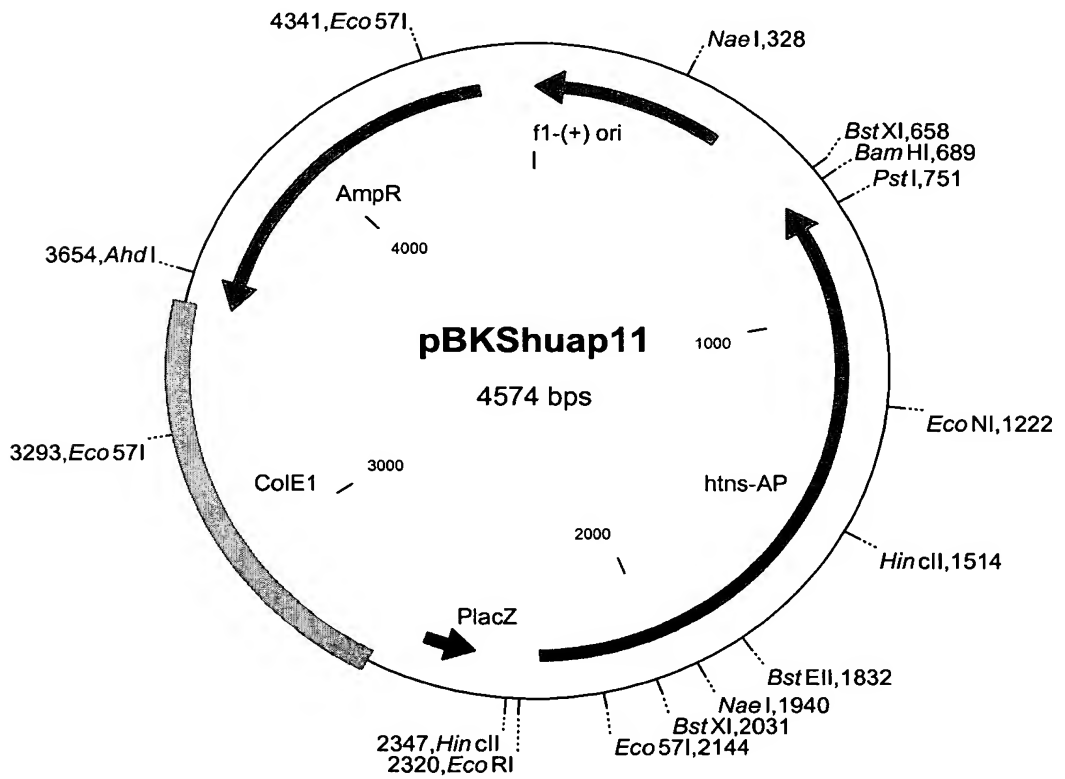 4341,Eco57I
NaeI,328
f1-(+) ori
BstXI,658
BamHI,689
PstI,751
AmpR
4000
3654,AhdI
pBKShuap11
4574 bps
1000
EcoNI,1222
3293,Eco57I
ColE1
3000
htns-AP
2000
HincII,1514
PlacZ
BstEII,1832
NaeI,1940
BstXI,2031
Eco57I,2144
2347,HincII
2320,EcoRI